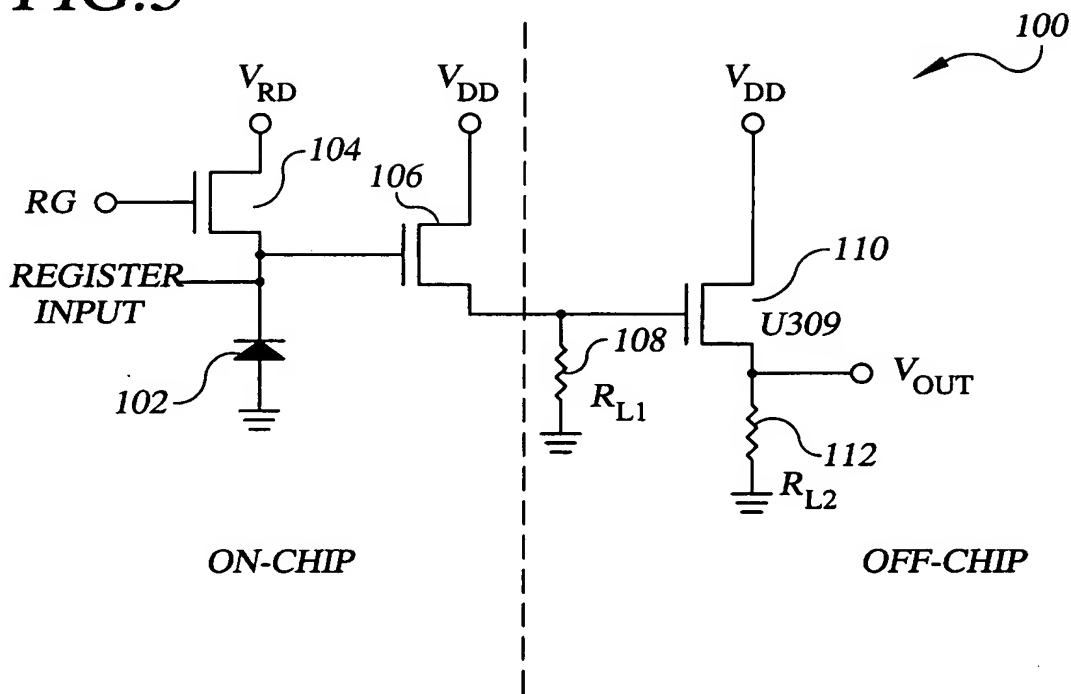 FIG.5
100
V_RD
V_DD
V_DD
104
106
RG
110
REGISTER
INPUT
U309
108
102
R_L1
V_OUT
112
R_L2
ON-CHIP
OFF-CHIP